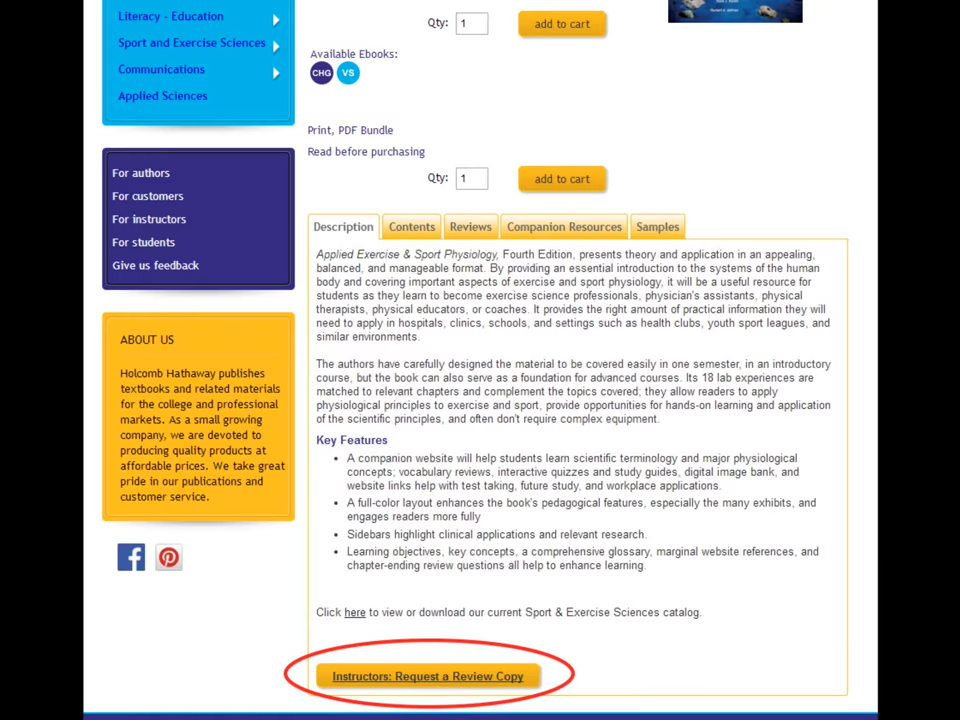 Literacy - Education
Sport and Exercise Sciences
Communications
Applied Sciences
For authors
For customers
For instructors
For students
Give us feedback
ABOUT US
Holcomb Hathaway publishes
textbooks and related materials
for the college and professional
markets. As a small growing
company, we are devoted to
producing quality products at
affordable prices. We take great
pride in our publications and
customer service.
Qty: 1 add to cart
Available Ebooks:
CHG VS
Print, PDF Bundle
Read before purchasing
Qty: 1 add to cart
Description Contents Reviews Companion Resources Samples
Applied Exercise & Sport Physiology, Fourth Edition, presents theory and application in an appealing,
balanced, and manageable format. By providing an essential introduction to the systems of the human
body and covering important aspects of exercise and sport physiology, it will be a useful resource for
students as they learn to become exercise science professionals, physician's assistants, physical
therapists, physical educators, or coaches. It provides the right amount of practical information they will
need to apply in hospitals, clinics, schools, and settings such as health clubs, youth sport leagues, and
similar environments.
The authors have carefully designed the material to be covered easily in one semester, in an introductory
course, but the book can also serve as a foundation for advanced courses. Its 18 lab experiences are
matched to relevant chapters and complement the topics covered; they allow readers to apply
physiological principles to exercise and sport, provide opportunities for hands-on learning and application
of the scientific principles, and often don't require complex equipment.
Key Features
• A companion website will help students learn scientific terminology and major physiological
concepts; vocabulary reviews, interactive quizzes and study guides, digital image bank, and
website links help with test taking, future study, and workplace applications.
• A full-color layout enhances the book's pedagogical features, especially the many exhibits, and
engages readers more fully
• Sidebars highlight clinical applications and relevant research.
• Learning objectives, key concepts, a comprehensive glossary, marginal website references, and
chapter-ending review questions all help to enhance learning.
Click here to view or download our current Sport & Exercise Sciences catalog.
Instructors: Request a Review Copy